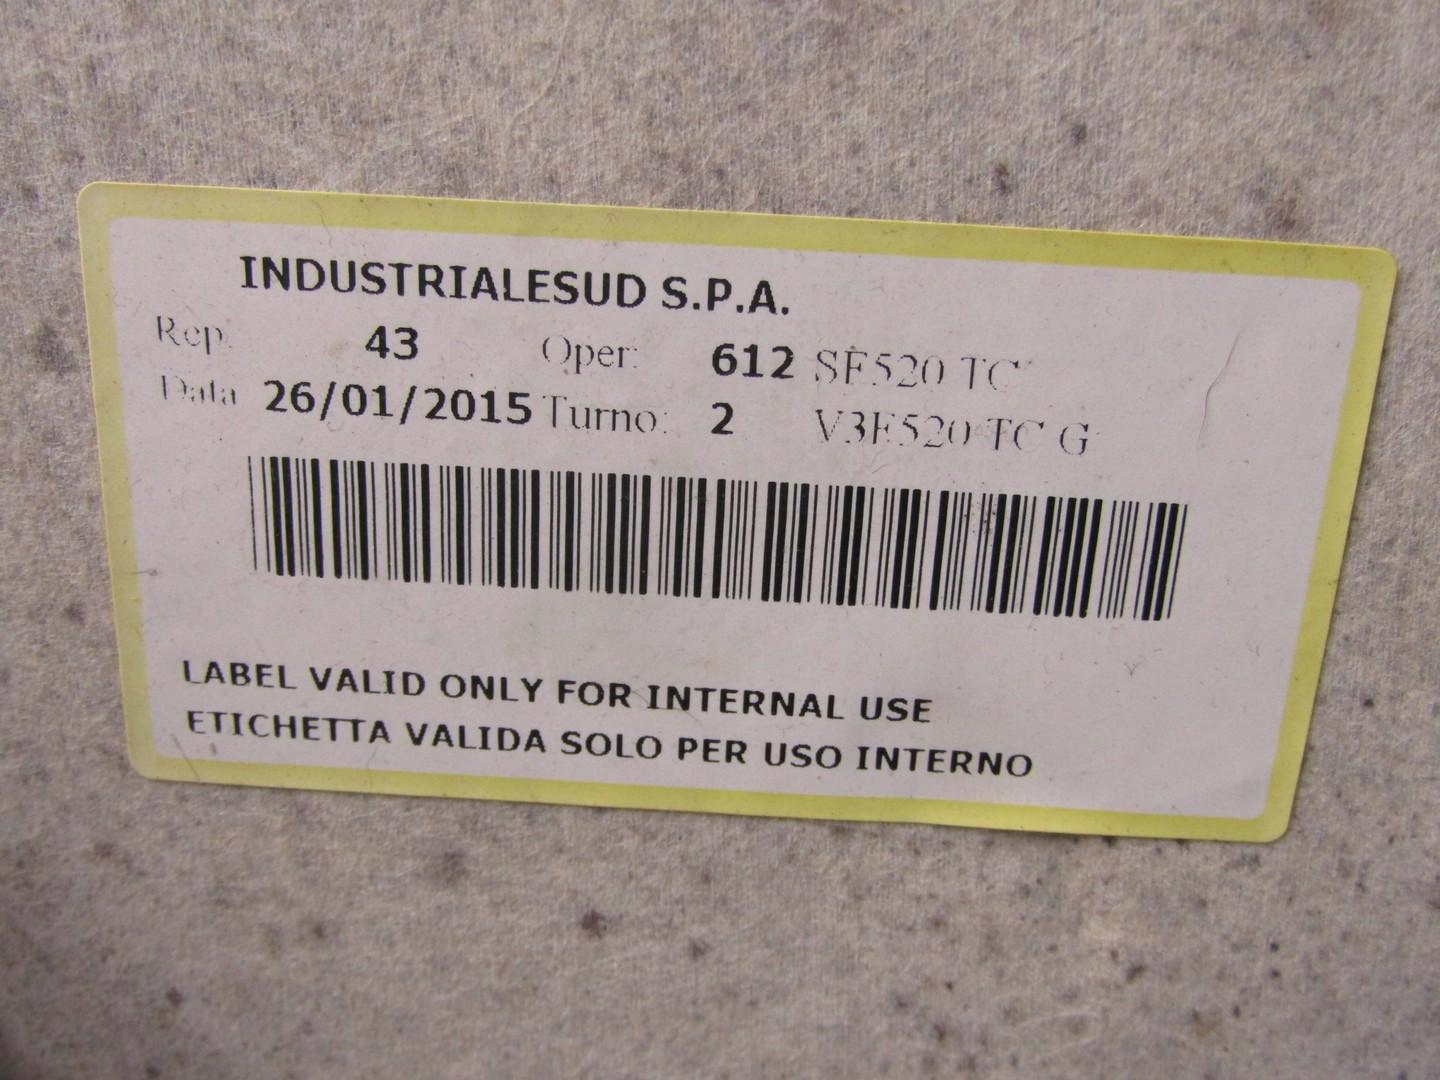 INDUSTRIALESUD S.P.A.
Rep. 43 Oper: 612 SF520 TC
Data 26/01/2015 Turno: 2 V3F520 TC G
LABEL VALID ONLY FOR INTERNAL USE
ETICHETTA VALIDA SOLO PER USO INTERNO